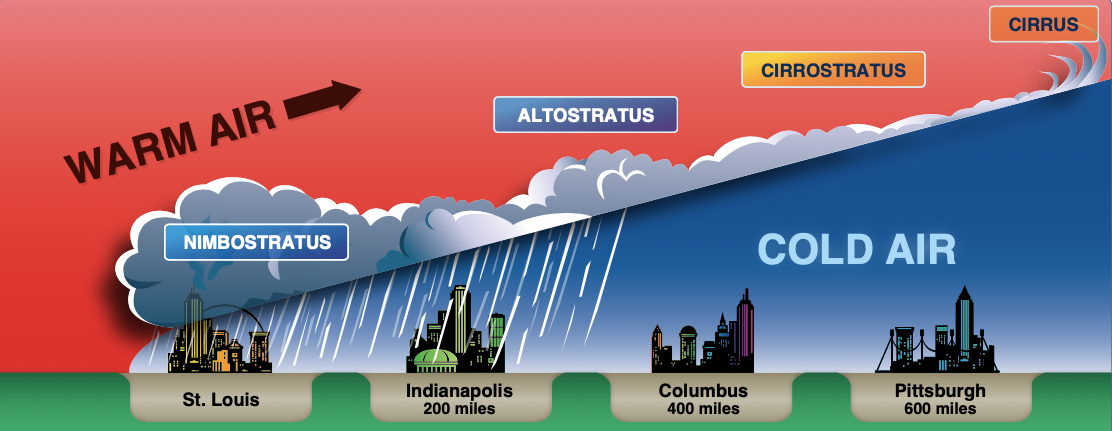 CIRRUS
CIRROSTRATUS
ALTOSTRATUS
WARM AIR
NIMBOSTRATUS
COLD AIR
St. Louis
Indianapolis
200 miles
Columbus
400 miles
Pittsburgh
600 miles